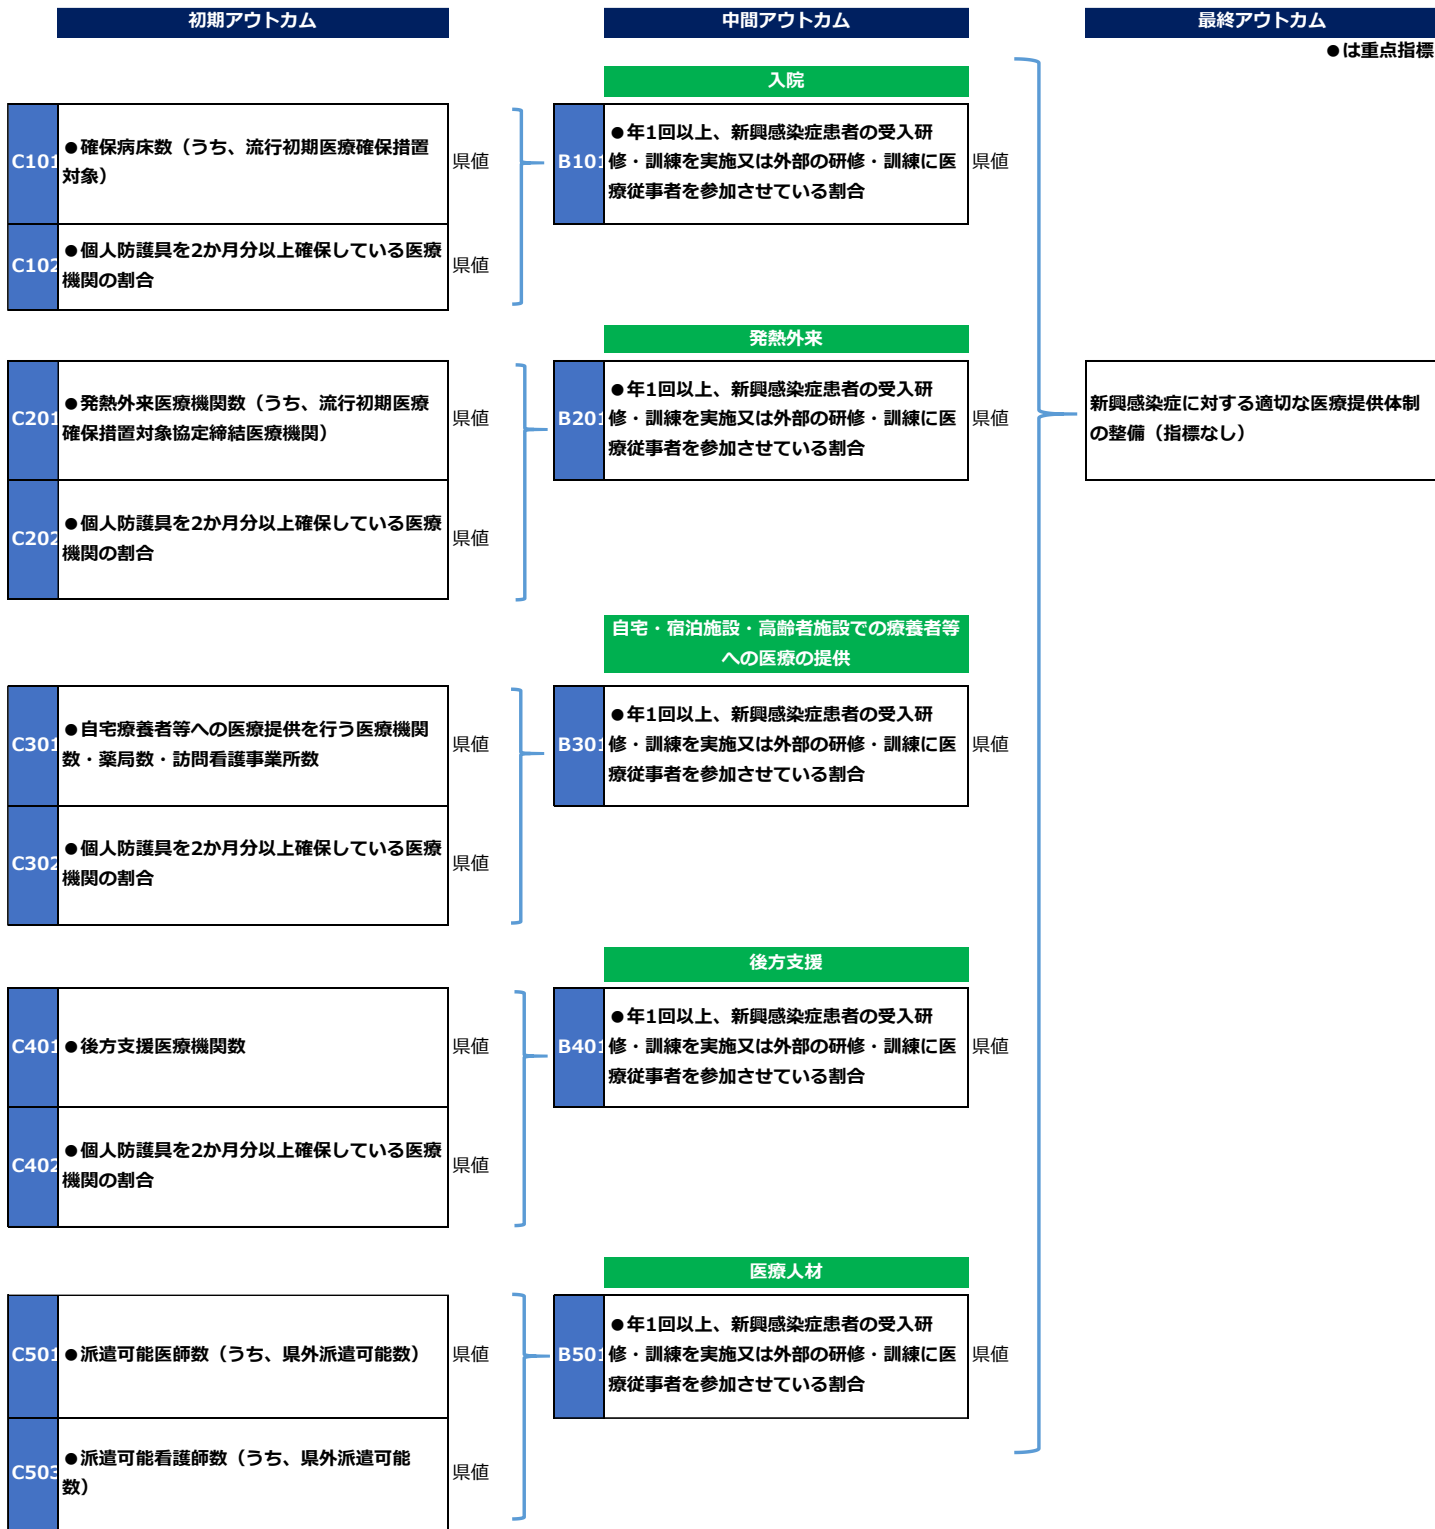 初期アウトカム
中間アウトカム
最終アウトカム
●は重点指標
入院
C101
●確保病床数（うち、流行初期医療確保措置
対象）
県値
B101
●年1回以上、新興感染症患者の受入研
修・訓練を実施又は外部の研修・訓練に医
療従事者を参加させている割合
県値
C102
●個人防護具を2か月分以上確保している医療
機関の割合
県値
発熱外来
C201
●発熱外来医療機関数（うち、流行初期医療
確保措置対象協定締結医療機関）
県値
B201
●年1回以上、新興感染症患者の受入研
修・訓練を実施又は外部の研修・訓練に医
療従事者を参加させている割合
県値
新興感染症に対する適切な医療提供体制
の整備（指標なし）
C202
●個人防護具を2か月分以上確保している医療
機関の割合
県値
自宅・宿泊施設・高齢者施設での療養者等
への医療の提供
C301
●自宅療養者等への医療提供を行う医療機関
数・薬局数・訪問看護事業所数
県値
B301
●年1回以上、新興感染症患者の受入研
修・訓練を実施又は外部の研修・訓練に医
療従事者を参加させている割合
県値
C302
●個人防護具を2か月分以上確保している医療
機関の割合
県値
後方支援
C401
●後方支援医療機関数
県値
B401
●年1回以上、新興感染症患者の受入研
修・訓練を実施又は外部の研修・訓練に医
療従事者を参加させている割合
県値
C402
●個人防護具を2か月分以上確保している医療
機関の割合
県値
医療人材
C501
●派遣可能医師数（うち、県外派遣可能数）
県値
B501
●年1回以上、新興感染症患者の受入研
修・訓練を実施又は外部の研修・訓練に医
療従事者を参加させている割合
県値
C503
●派遣可能看護師数（うち、県外派遣可能
数）
県値